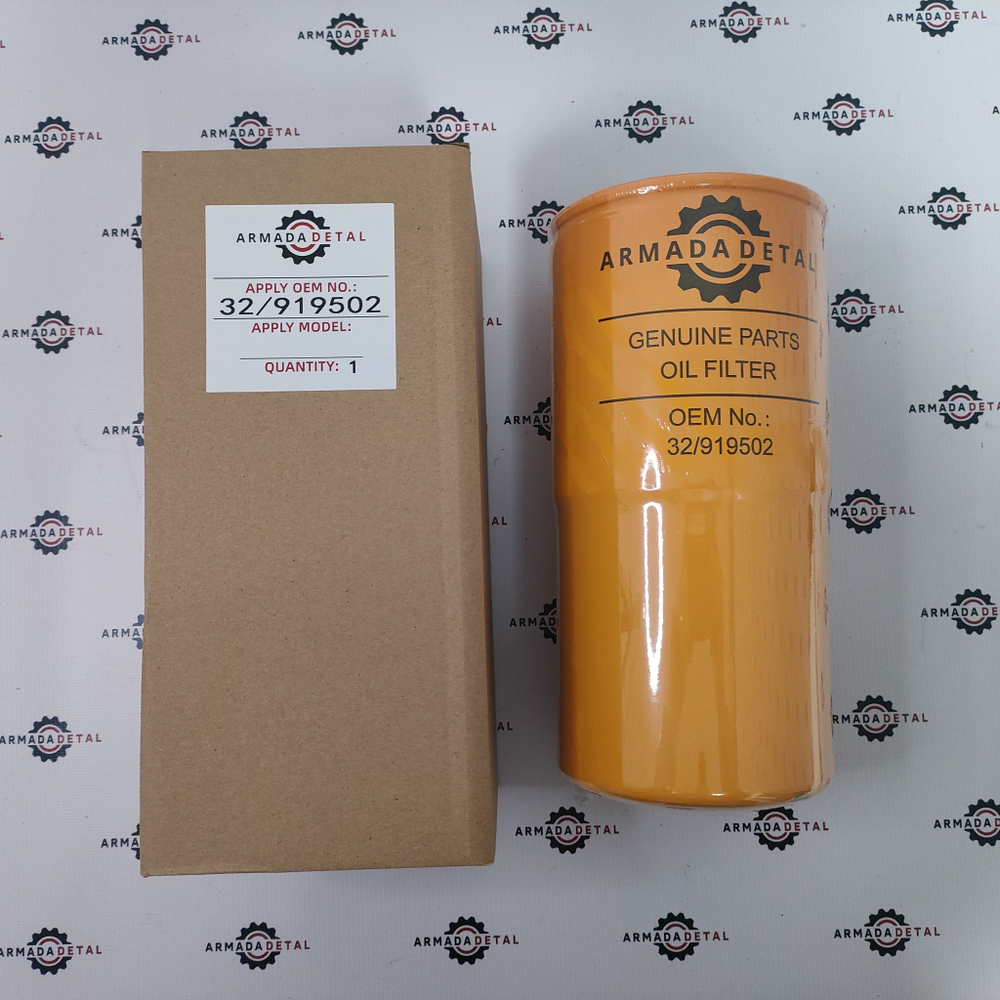 ARMADADETAL
APPLY OEM NO.:
32/919502
APPLY MODEL:
QUANTITY: 1
ARMADADETAL
GENUINE PARTS
OIL FILTER
OEM No.:
32/919502